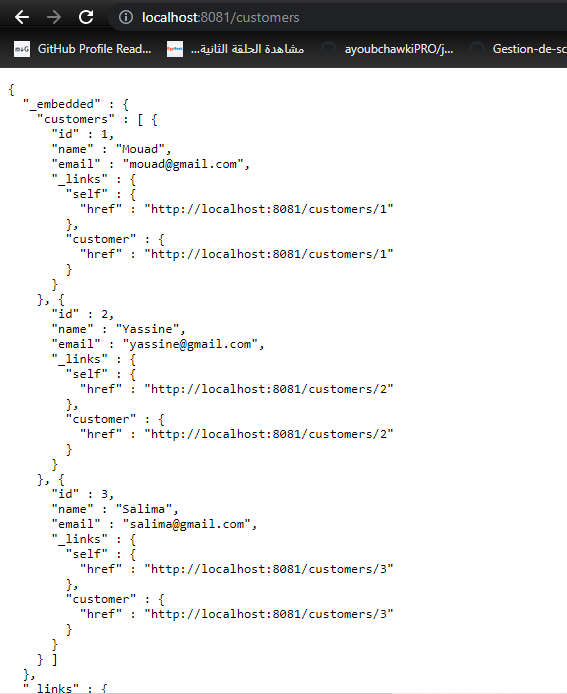 localhost:8081/customers
m↓G GitHub Profile Read... مشاهدة الحلقة الثانية... ayoubchawkiPRO/j... Gestion-de-sc
{
  "_embedded" : {
    "customers" : [ {
      "id" : 1,
      "name" : "Mouad",
      "email" : "mouad@gmail.com",
      "_links" : {
        "self" : {
          "href" : "http://localhost:8081/customers/1"
        },
        "customer" : {
          "href" : "http://localhost:8081/customers/1"
        }
      }
    }, {
      "id" : 2,
      "name" : "Yassine",
      "email" : "yassine@gmail.com",
      "_links" : {
        "self" : {
          "href" : "http://localhost:8081/customers/2"
        },
        "customer" : {
          "href" : "http://localhost:8081/customers/2"
        }
      }
    }, {
      "id" : 3,
      "name" : "Salima",
      "email" : "salima@gmail.com",
      "_links" : {
        "self" : {
          "href" : "http://localhost:8081/customers/3"
        },
        "customer" : {
          "href" : "http://localhost:8081/customers/3"
        }
      }
    } ]
  },
  "_links" : {